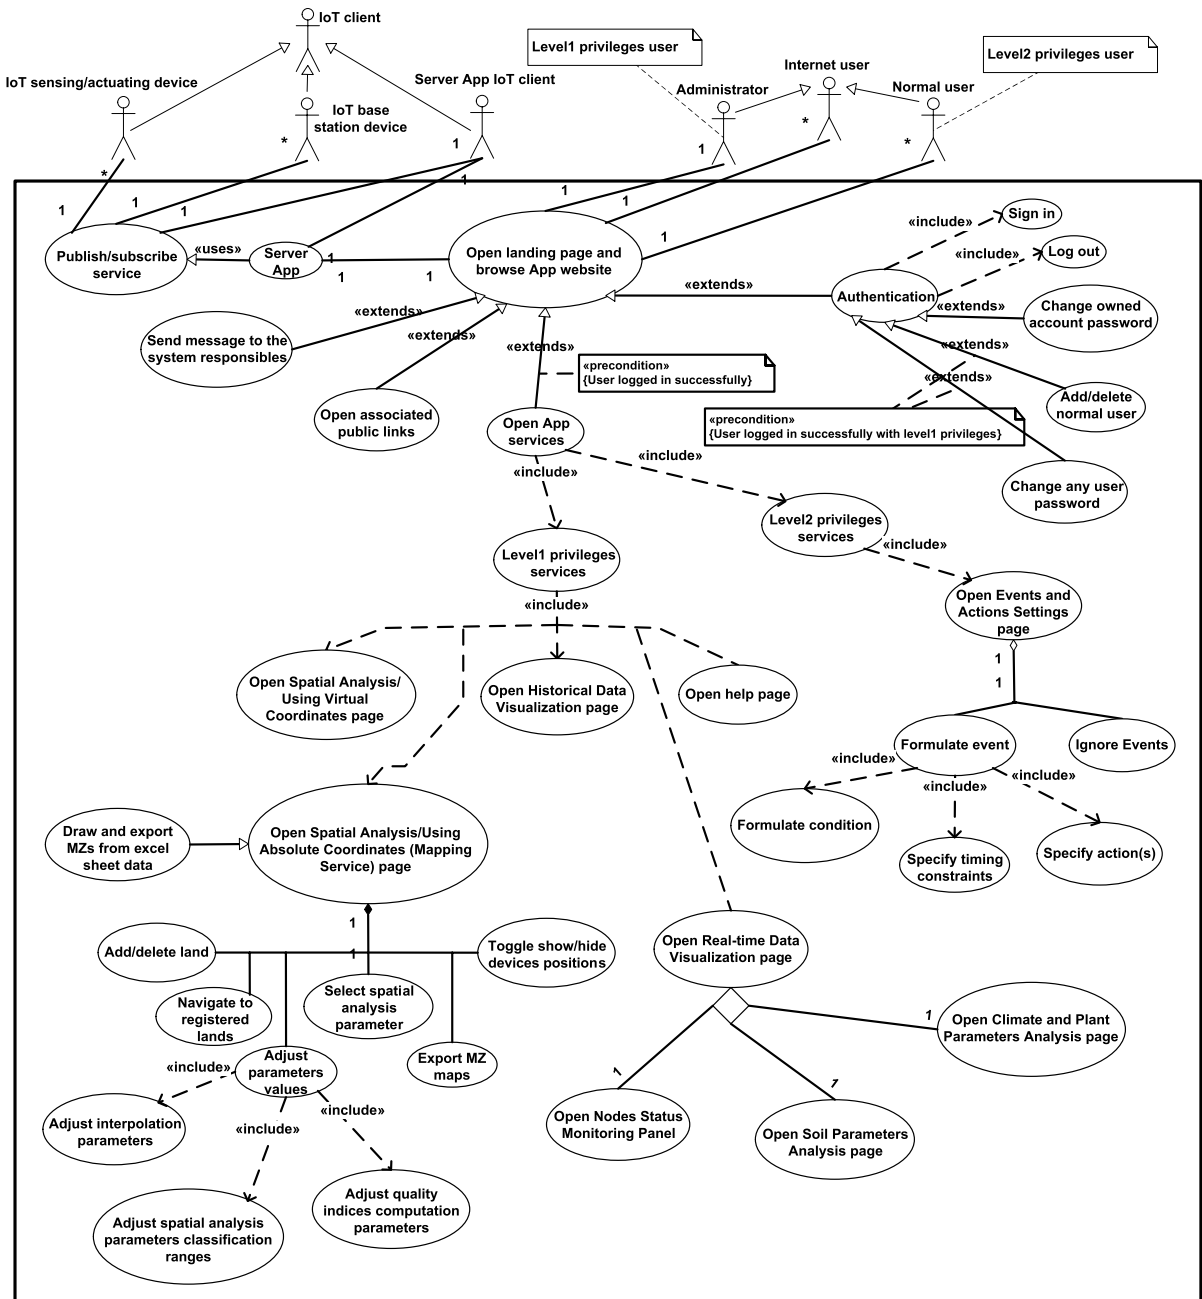 IoT client
Level1 privileges user
Level2 privileges user
Internet user
IoT sensing/actuating device
Server App IoT client
Administrator
Normal user
IoT base
station device
*
*
*
*
1
1
*
1
1
1
1
1
1
1
1
Publish/subscribe
service
«uses»
Server
App
1
1
1
Open landing page and
browse App website
«include»
Sign in
«include»
Log out
«extends»
Authentication
«extends»
Change owned
account password
«extends»
Send message to the
system responsibles
«extends»
«extends»
«extends»
«precondition»
{User logged in successfully}
«extends»
Add/delete
normal user
Open associated
public links
Open App
services
«precondition»
{User logged in successfully with level1 privileges}
«include»
«include»
Change any user
password
Level2 privileges
services
«include»
Level1 privileges
services
«include»
Open Events and
Actions Settings
page
1
1
Open Spatial Analysis/
Using Virtual
Coordinates page
Open Historical Data
Visualization page
Open help page
Formulate event
Ignore Events
«include»
«include»
«include»
Formulate condition
Specify timing
constraints
Specify action(s)
Draw and export
MZs from excel
sheet data
Open Spatial Analysis/Using
Absolute Coordinates (Mapping
Service) page
1
1
Add/delete land
Toggle show/hide
devices positions
Open Real-time Data
Visualization page
Navigate to
registered
lands
Select spatial
analysis
parameter
Export MZ
maps
1
Open Climate and Plant
Parameters Analysis page
«include»
Adjust
parameters
values
1
1
Adjust interpolation
parameters
«include»
«include»
Open Nodes Status
Monitoring Panel
Open Soil Parameters
Analysis page
Adjust quality
indices computation
parameters
Adjust spatial analysis
parameters classification
ranges